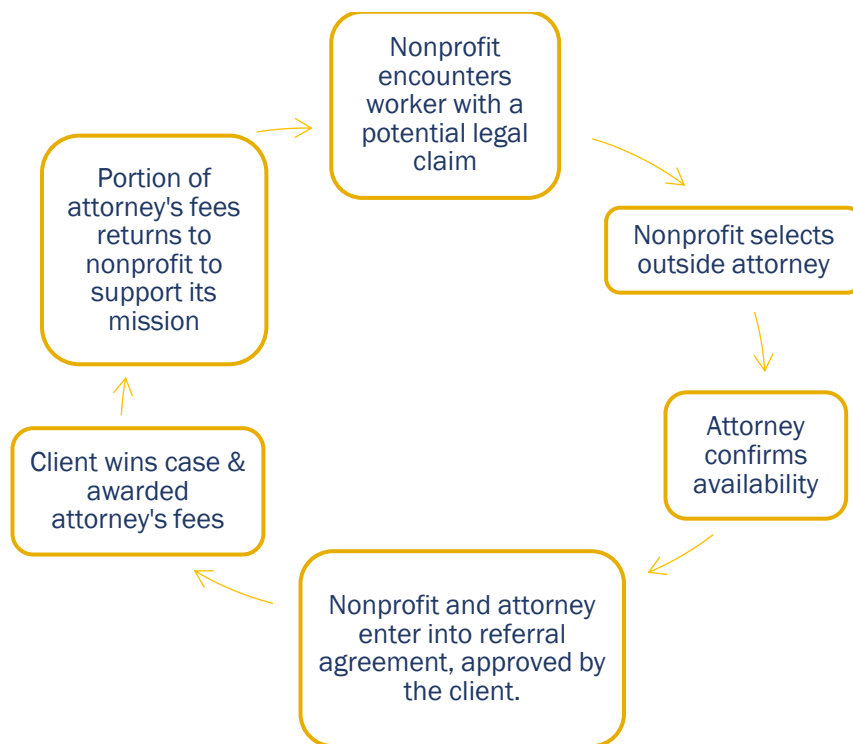 Nonprofit
encounters
worker with a
potential legal
claim
Nonprofit selects
outside attorney
Attorney
confirms
availability
Nonprofit and attorney
enter into referral
agreement, approved by
the client.
Client wins case &
awarded
attorney's fees
Portion of
attorney's fees
returns to
nonprofit to
support its
mission